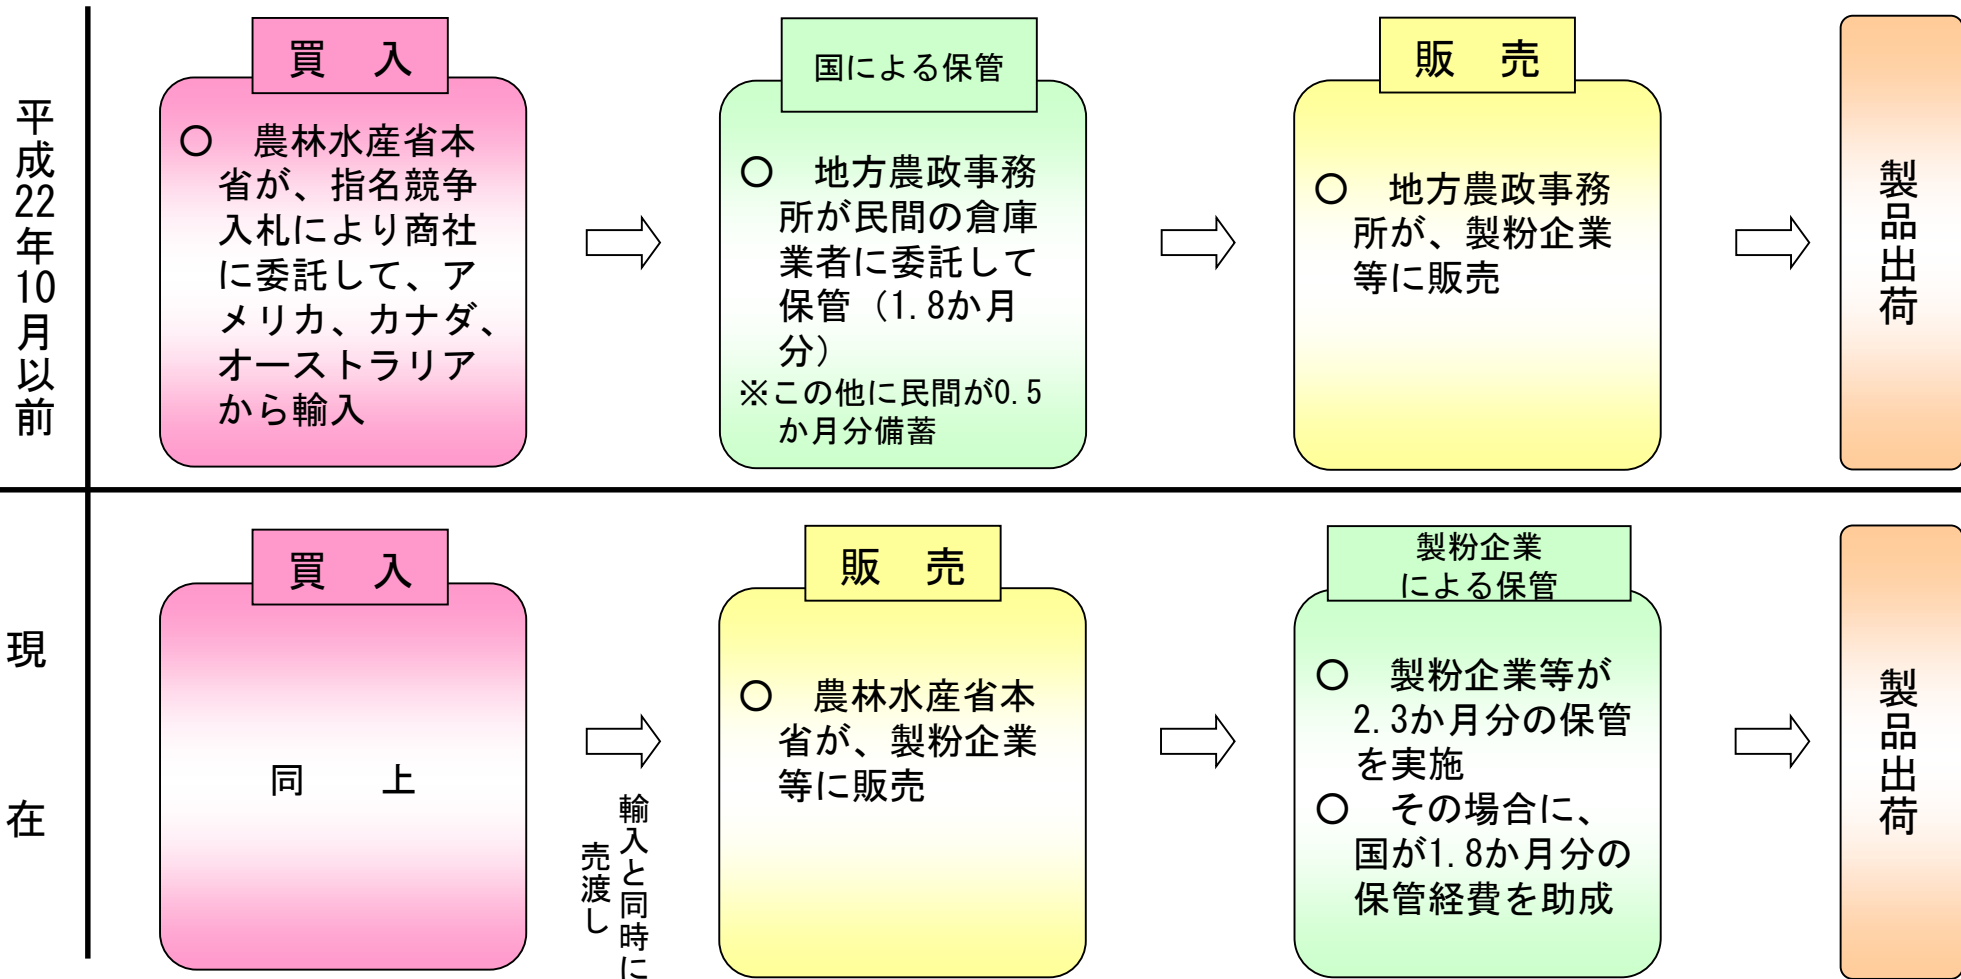 平成22年10月以前
買　入
○　農林水産省本
省が、指名競争
入札により商社
に委託して、ア
メリカ、カナダ、
オーストラリア
から輸入
国による保管
○　地方農政事務
所が民間の倉庫
業者に委託して
保管（1.8か月
分）
※この他に民間が0.5
か月分備蓄
販　売
○　地方農政事務
所が、製粉企業
等に販売
製品出荷
現　在
買　入
同　上
輸入と同時に
売渡し
販　売
○　農林水産省本
省が、製粉企業
等に販売
製粉企業
による保管
○　製粉企業等が
2.3か月分の保管
を実施
○　その場合に、
国が1.8か月分の
保管経費を助成
製品出荷